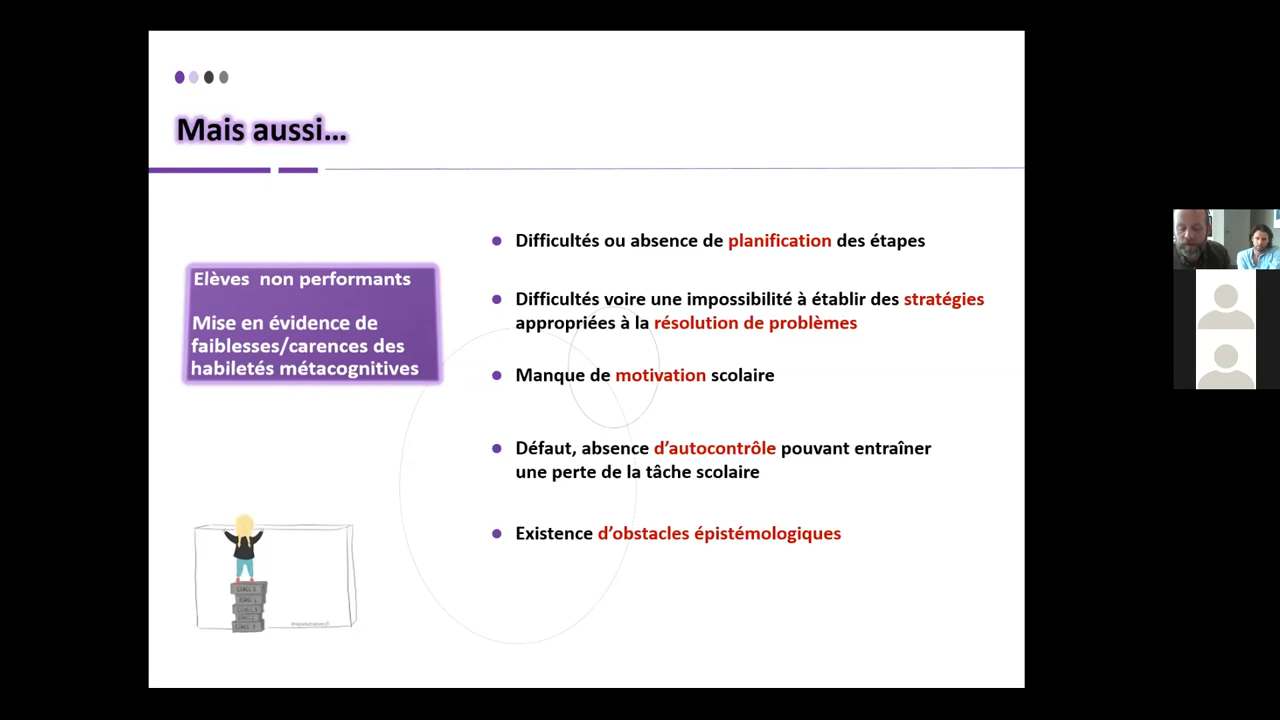 Mais aussi...
Elèves non performants
Mise en évidence de
faiblesses/carences des
habiletés métacognitives
Difficultés ou absence de planification des étapes
Difficultés voire une impossibilité à établir des stratégies
appropriées à la résolution de problèmes
Manque de motivation scolaire
Défaut, absence d’autocontrôle pouvant entraîner
une perte de la tâche scolaire
Existence d’obstacles épistémologiques